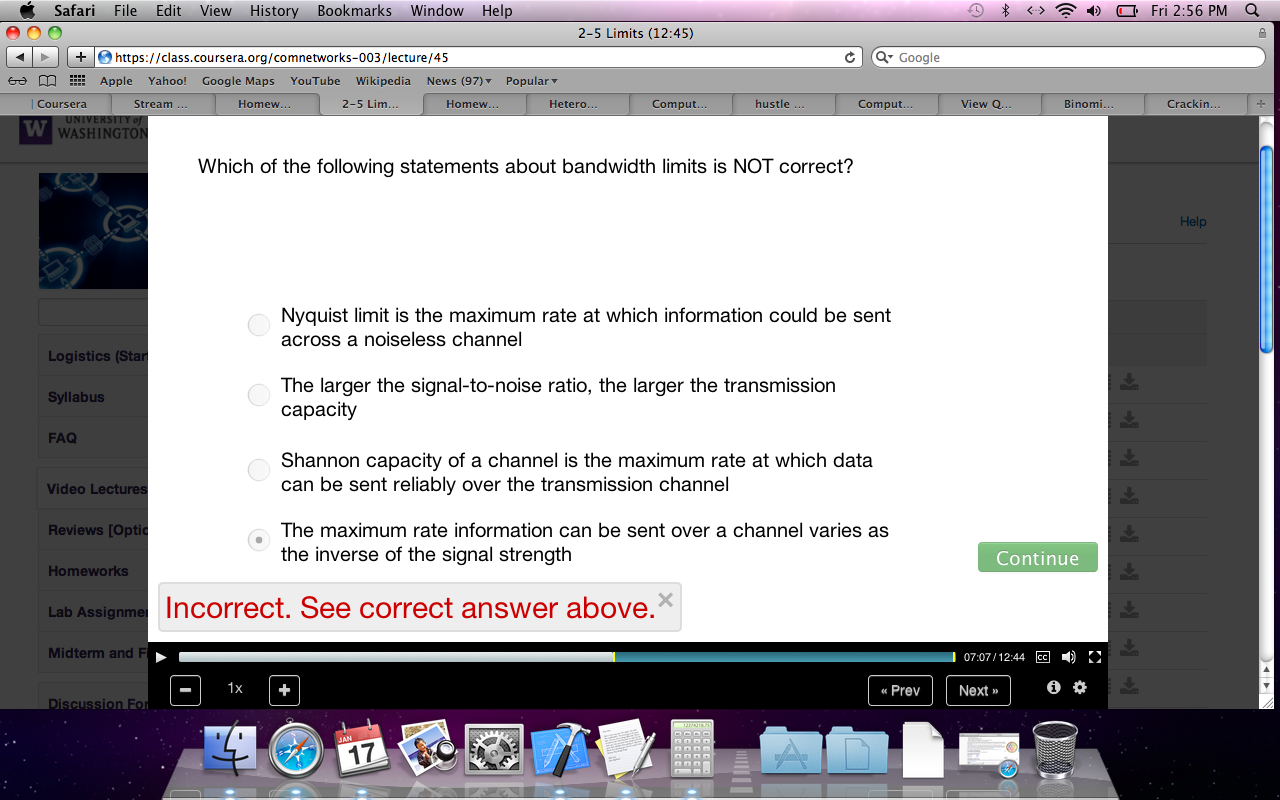 Safari File Edit View History Bookmarks Window Help Fri 2:56 PM
2-5 Limits (12:45)
https://class.coursera.org/comnetworks-003/lecture/45 Google
Apple Yahoo! Google Maps YouTube Wikipedia News (97) Popular
Coursera Stream ... Homew... 2-5 Lim... Homew... Hetero... Comput... hustle ... Comput... View Q... Binomi... Crackin...
W UNIVERSITY of
WASHINGTON
Which of the following statements about bandwidth limits is NOT correct?
Help
Nyquist limit is the maximum rate at which information could be sent
across a noiseless channel
Logistics (Star
The larger the signal-to-noise ratio, the larger the transmission
capacity
Syllabus
FAQ
Shannon capacity of a channel is the maximum rate at which data
can be sent reliably over the transmission channel
Video Lectures
Reviews [Optio
The maximum rate information can be sent over a channel varies as
the inverse of the signal strength
Continue
Homeworks
Lab Assignmen
Incorrect. See correct answer above.
Midterm and Fi
07:07 / 12:44 CC
1x « Prev Next »
Discussion For
JAN
17